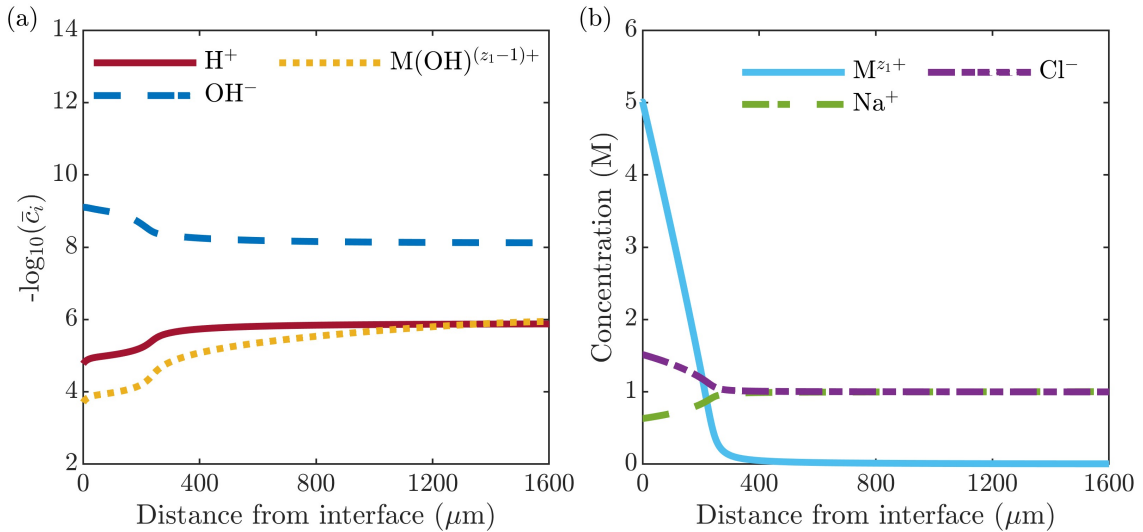 (a)
14
12
10
8
6
4
2
-log₁₀(c̄ᵢ)
H⁺
OH⁻
M(OH)⁽ᶻ₁⁻¹⁾⁺
0 400 800 1200 1600
Distance from interface (μm)
(b)
6
5
4
3
2
1
0
Concentration (M)
Mᶻ₁⁺
Na⁺
Cl⁻
0 400 800 1200 1600
Distance from interface (μm)